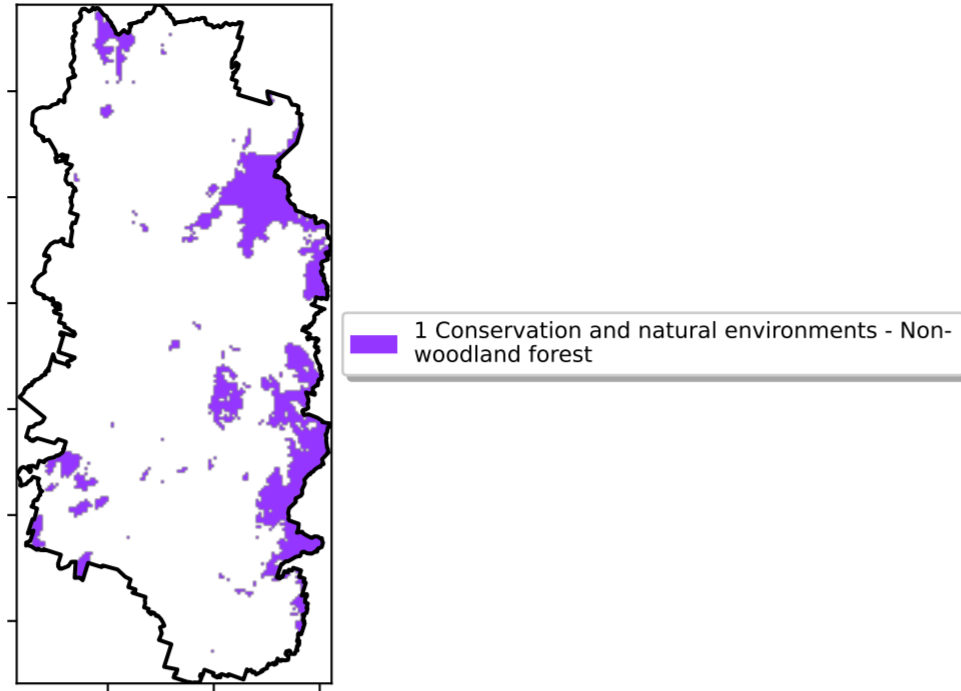 1 Conservation and natural environments - Non-
woodland forest